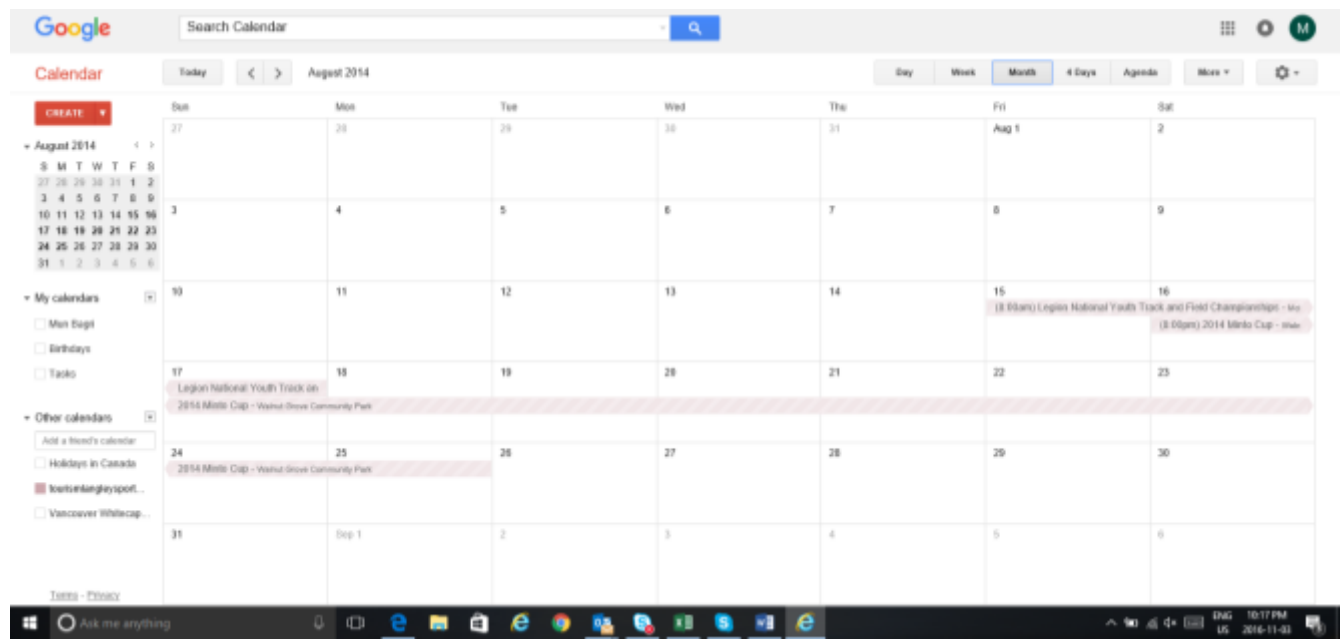 Google Search Calendar M
Calendar Today August 2014 Day Week Month 4 Days Agenda More
CREATE Sun Mon Tue Wed Thu Fri Sat
27 28 29 30 31 Aug 1 2
August 2014
S M T W T F S
27 28 29 30 31 1 2
3 4 5 6 7 8 9
10 11 12 13 14 15 16
17 18 19 20 21 22 23
24 25 26 27 28 29 30
31 1 2 3 4 5 6
3 4 5 6 7 8 9
My calendars
Birthdays
Tasks
Other calendars
Add a friend's calendar
Holidays in Canada
tourismlangleysport...
Vancouver Whitecap...
Terms - Privacy
10 11 12 13 14 15 16
(8:00am) Legion National Youth Track and Field Championships -
(8:00pm) 2014 Minto Cup -
17 18 19 20 21 22 23
Legion National Youth Track an
2014 Minto Cup - Walnut Grove Community Park
24 25 26 27 28 29 30
2014 Minto Cup - Walnut Grove Community Park
31 Sep 1 2 3 4 5 6
Ask me anything ENG 10:17 PM
US 2016-11-03